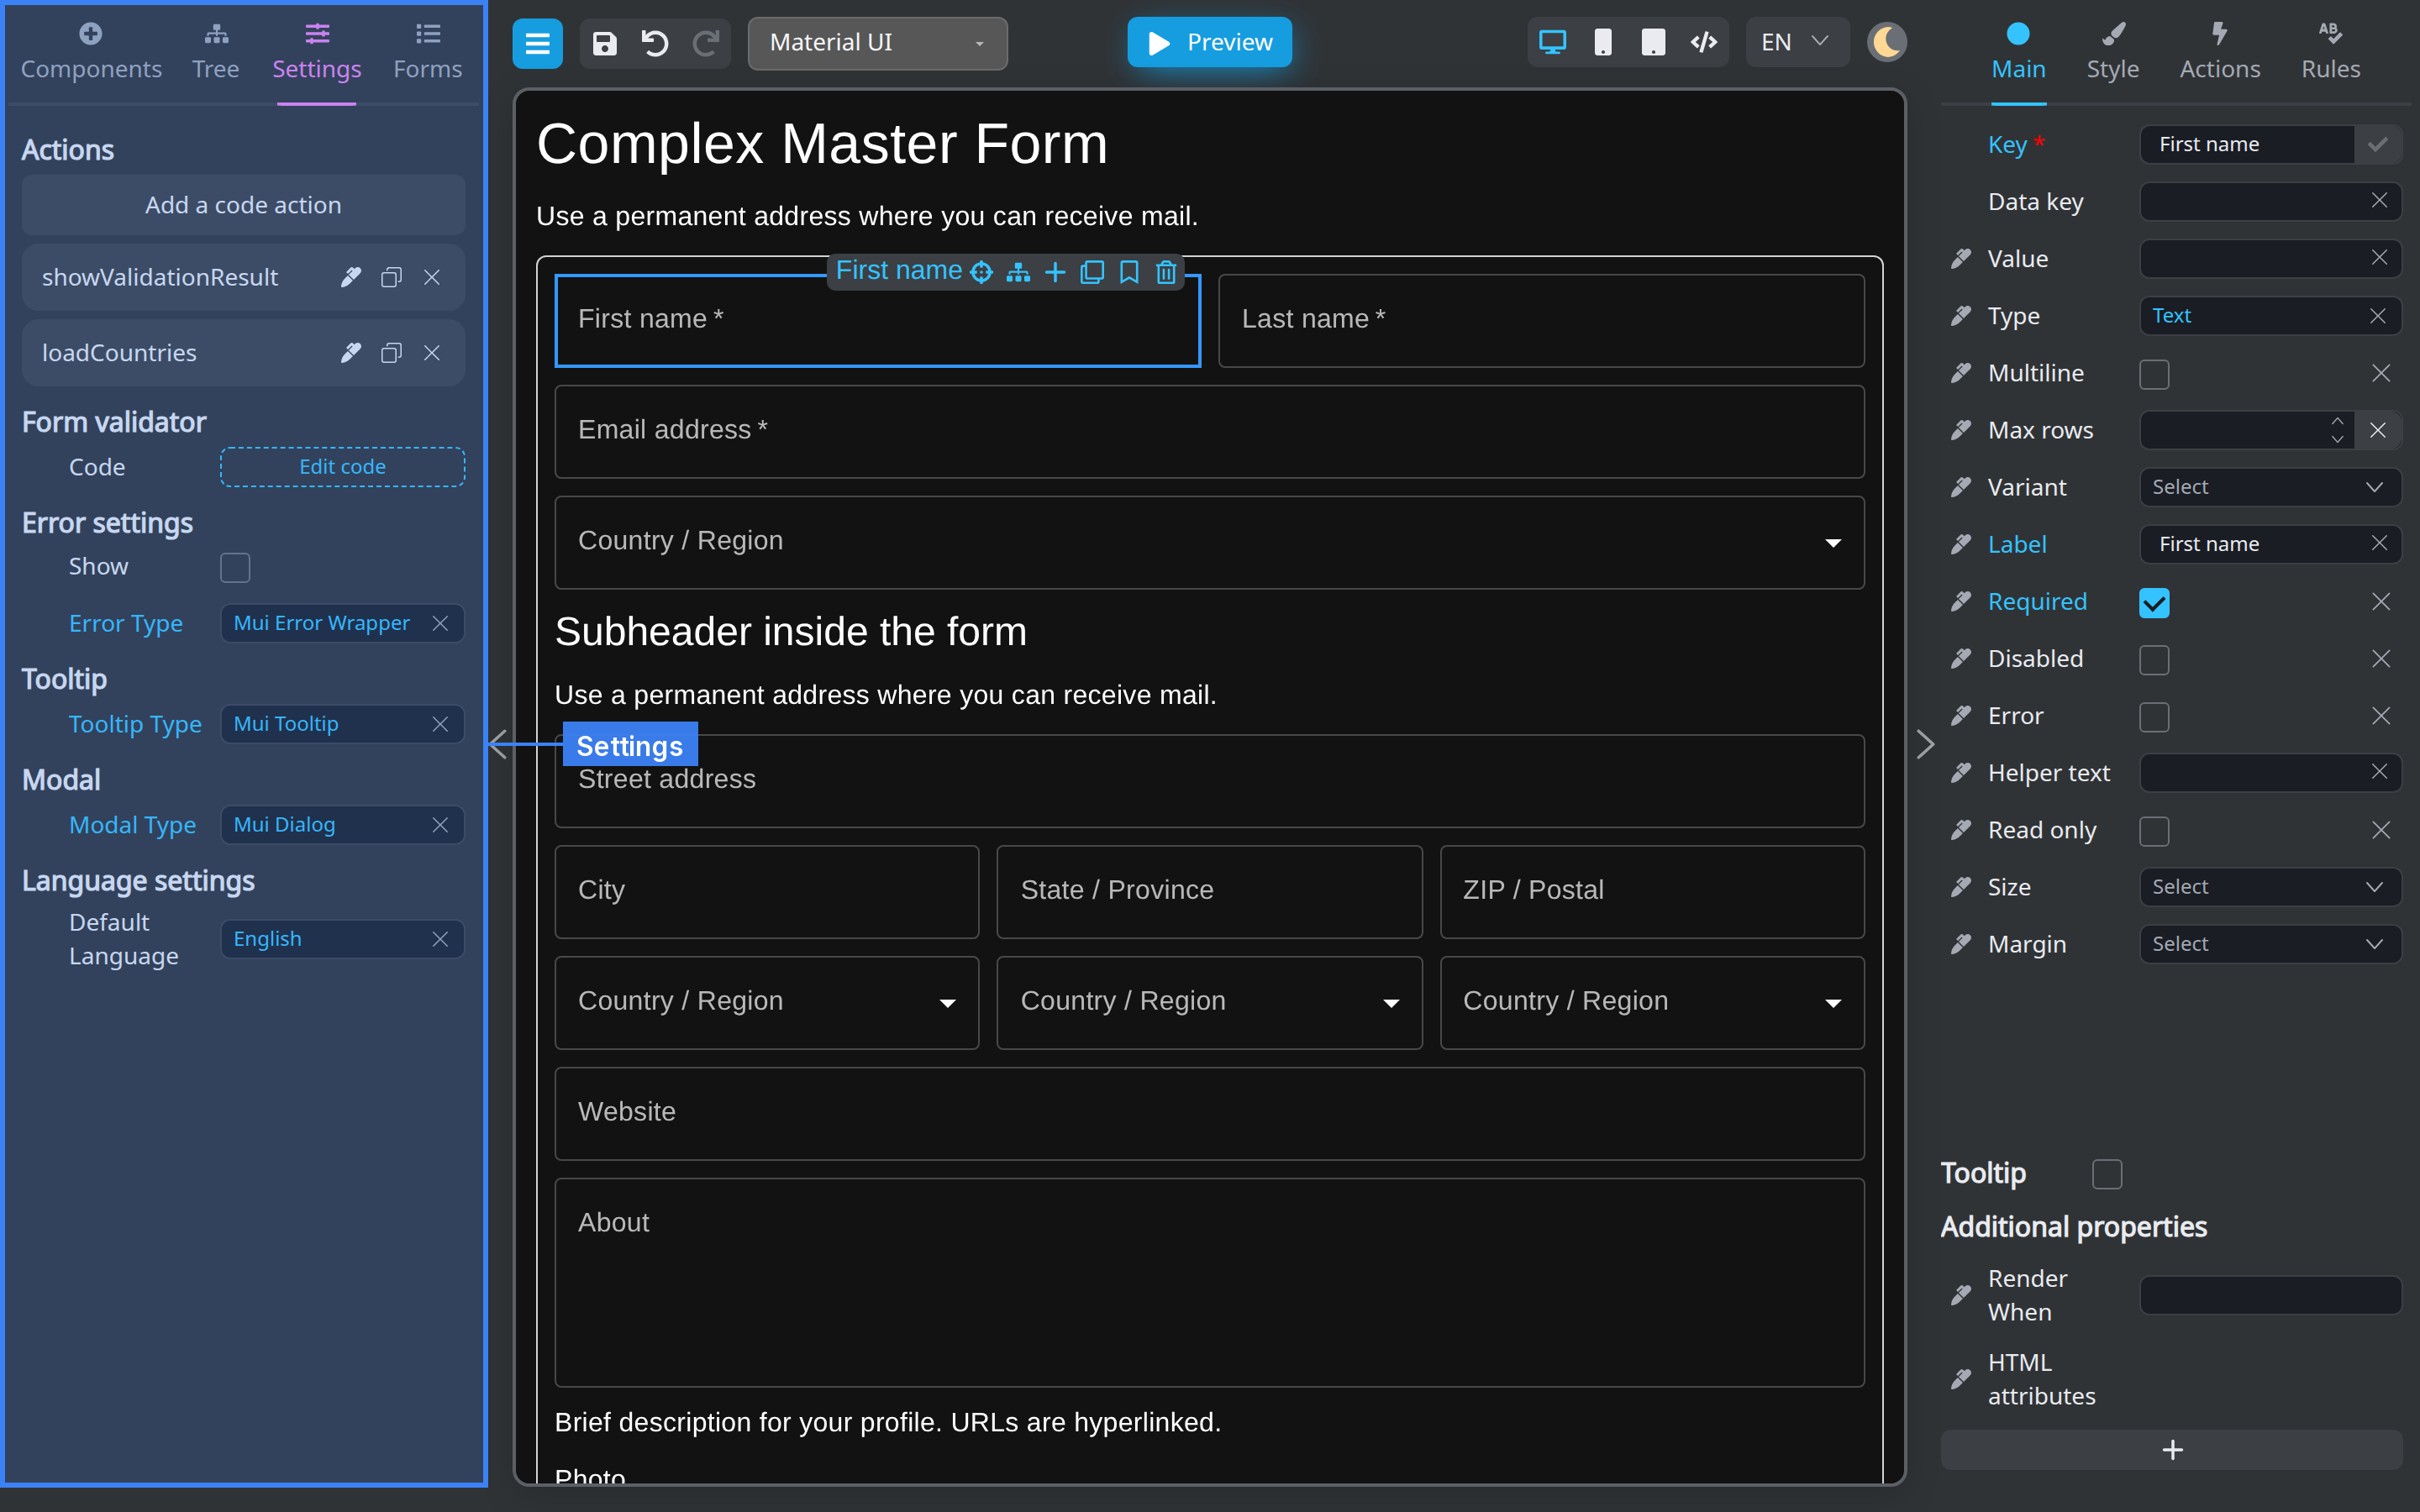 Components
Tree
Settings
Forms
Actions
Add a code action
showValidationResult
loadCountries
Form validator
Code
Edit code
Error settings
Show
Error Type
Mui Error Wrapper
Tooltip
Tooltip Type
Mui Tooltip
Modal
Modal Type
Mui Dialog
Language settings
Default
Language
English
Material UI
Preview
EN
Complex Master Form
Use a permanent address where you can receive mail.
First name
First name *
Last name *
Email address *
Country / Region
Subheader inside the form
Use a permanent address where you can receive mail.
Settings
Street address
City
State / Province
ZIP / Postal
Country / Region
Country / Region
Country / Region
Website
About
Brief description for your profile. URLs are hyperlinked.
Photo
Main
Style
Actions
AB
Rules
Key *
First name
Data key
Value
Type
Text
Multiline
Max rows
Variant
Select
Label
First name
Required
Disabled
Error
Helper text
Read only
Size
Select
Margin
Select
Tooltip
Additional properties
Render
When
HTML
attributes